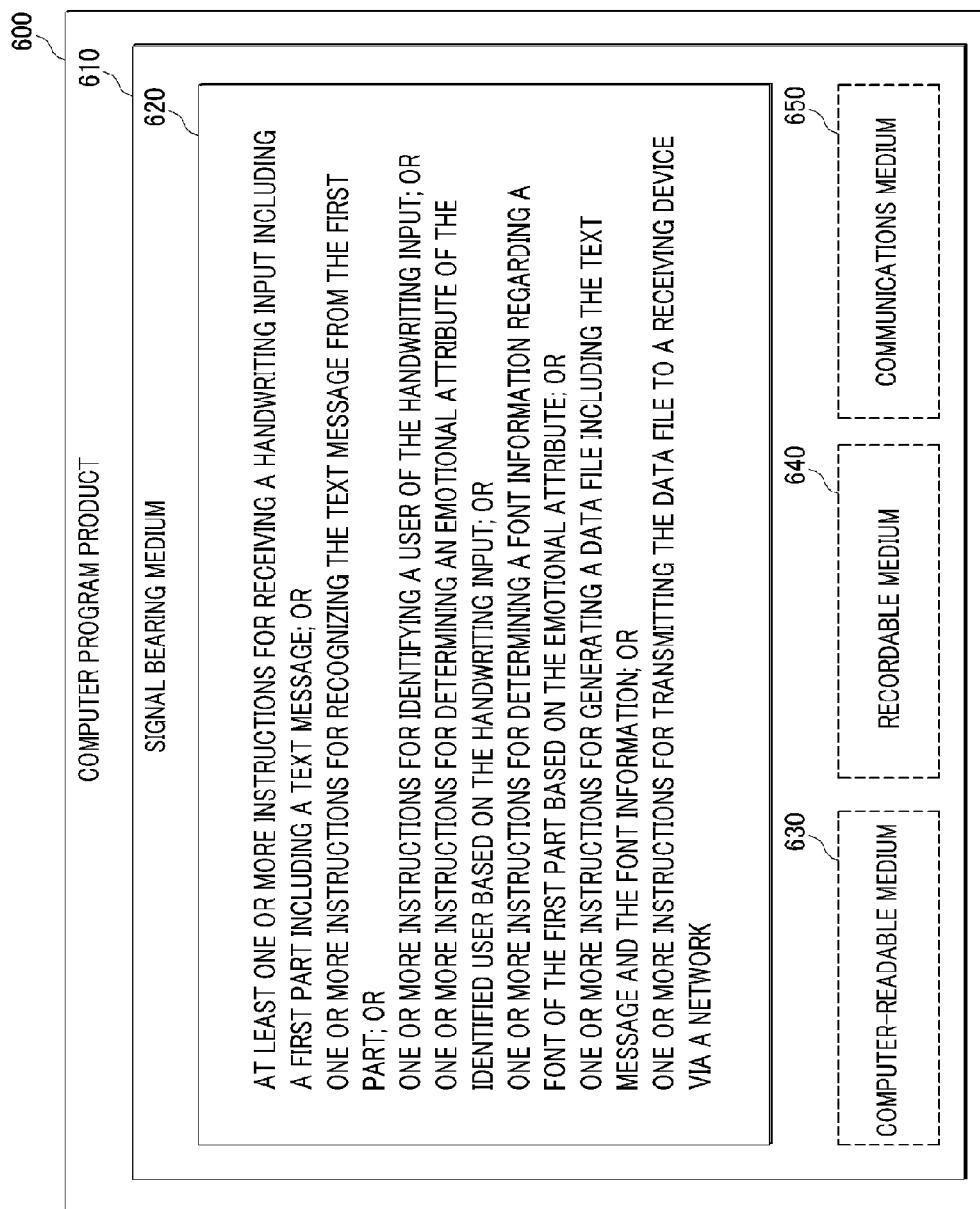 600
COMPUTER PROGRAM PRODUCT
610
SIGNAL BEARING MEDIUM
620
AT LEAST ONE OR MORE INSTRUCTIONS FOR RECEIVING A HANDWRITING INPUT INCLUDING
A FIRST PART INCLUDING A TEXT MESSAGE; OR
ONE OR MORE INSTRUCTIONS FOR RECOGNIZING THE TEXT MESSAGE FROM THE FIRST
PART; OR
ONE OR MORE INSTRUCTIONS FOR IDENTIFYING A USER OF THE HANDWRITING INPUT; OR
ONE OR MORE INSTRUCTIONS FOR DETERMINING AN EMOTIONAL ATTRIBUTE OF THE
IDENTIFIED USER BASED ON THE HANDWRITING INPUT; OR
ONE OR MORE INSTRUCTIONS FOR DETERMINING A FONT INFORMATION REGARDING A
FONT OF THE FIRST PART BASED ON THE EMOTIONAL ATTRIBUTE; OR
ONE OR MORE INSTRUCTIONS FOR GENERATING A DATA FILE INCLUDING THE TEXT
MESSAGE AND THE FONT INFORMATION; OR
ONE OR MORE INSTRUCTIONS FOR TRANSMITTING THE DATA FILE TO A RECEIVING DEVICE
VIA A NETWORK
630
COMPUTER-READABLE MEDIUM
640
RECORDABLE MEDIUM
650
COMMUNICATIONS MEDIUM